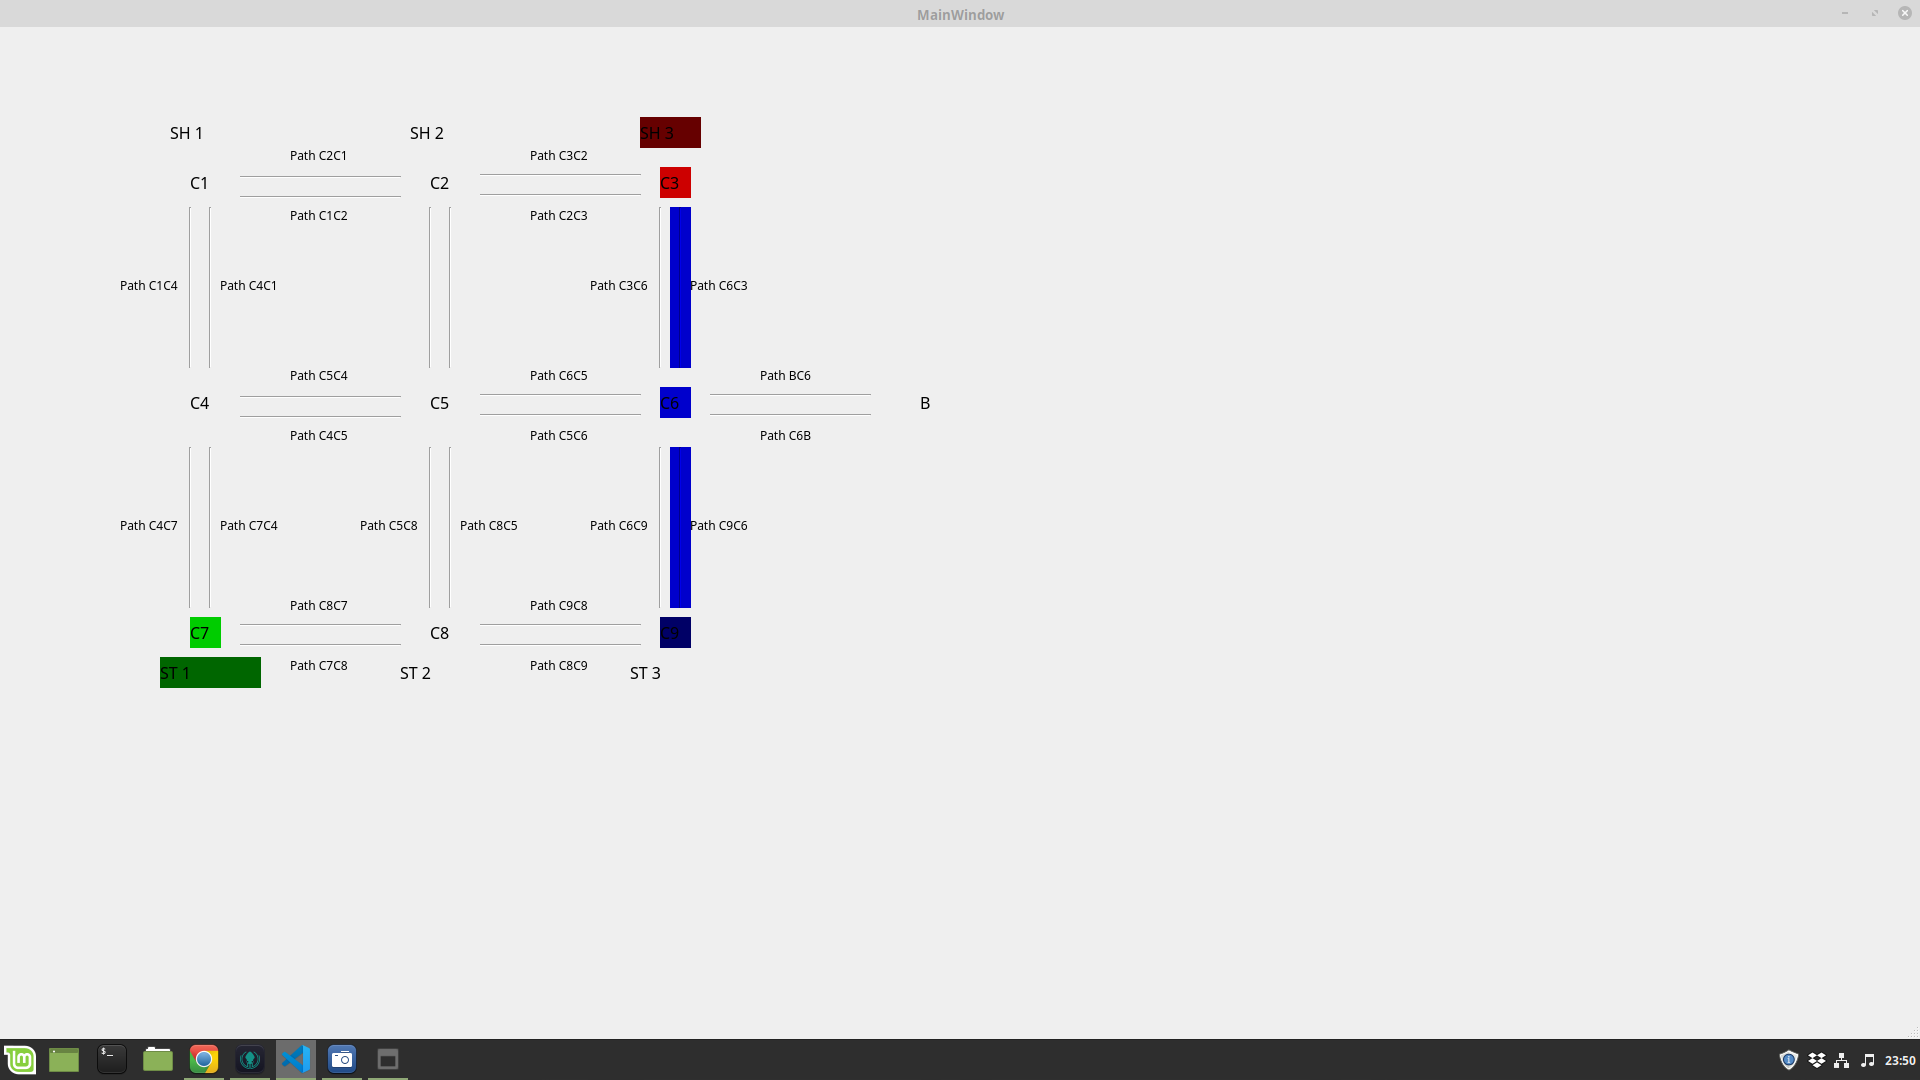 MainWindow
SH 1
SH 2
SH 3
Path C2C1
Path C3C2
C1
C2
C3
Path C1C2
Path C2C3
Path C1C4
Path C4C1
Path C3C6
Path C6C3
Path C5C4
Path C6C5
Path BC6
C4
C5
C6
B
Path C4C5
Path C5C6
Path C6B
Path C4C7
Path C7C4
Path C5C8
Path C8C5
Path C6C9
Path C9C6
Path C8C7
Path C9C8
C7
C8
C9
Path C7C8
Path C8C9
ST 1
ST 2
ST 3
23:50